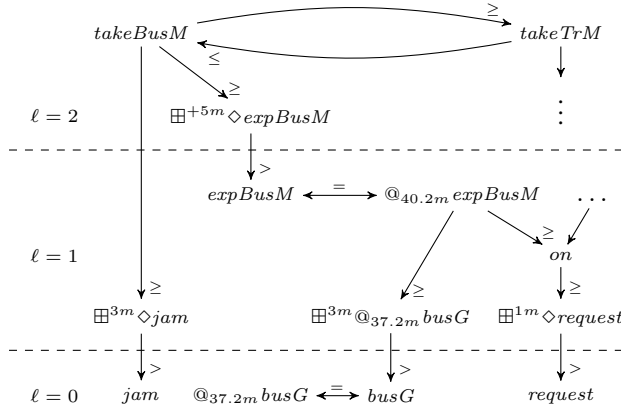 ≥
takeBusM takeTrM
≤
≥
ℓ = 2 ⊞⁺⁵ᵐ ◇ expBusM ⋮
>
expBusM = @₄₀.₂ₘ expBusM ...
≥
ℓ = 1 on
≥ ≥ ≥
⊞³ᵐ ◇ jam ⊞³ᵐ @₃₇.₂ₘ busG ⊞¹ᵐ ◇ request
> > >
ℓ = 0 jam @₃₇.₂ₘ busG = busG request